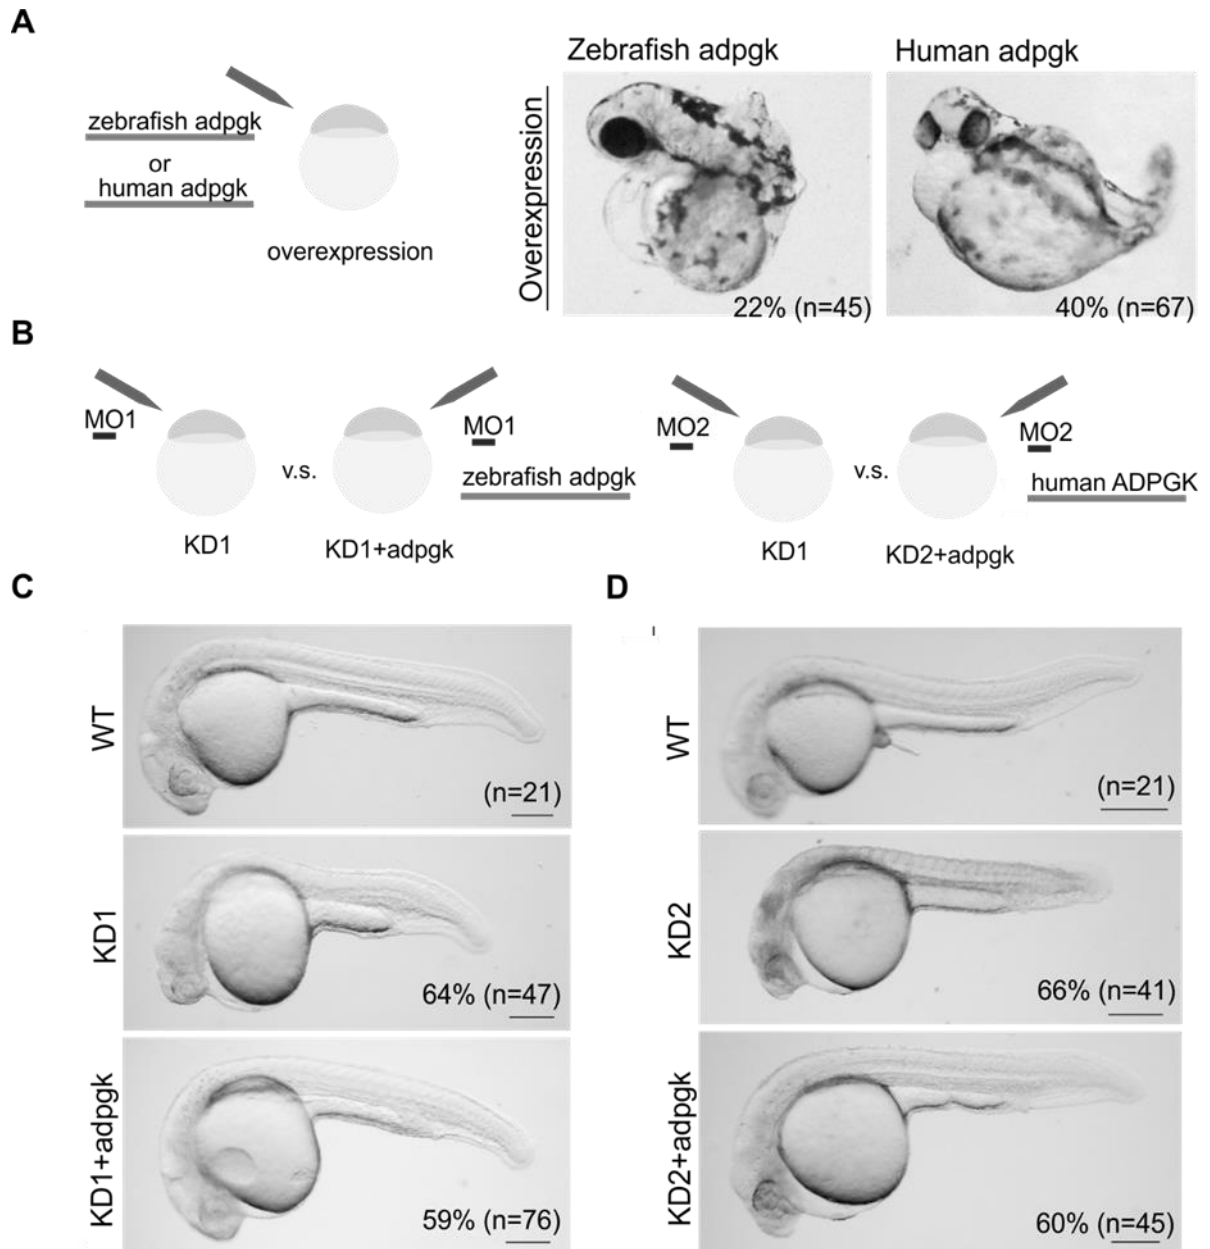 A
zebrafish adpgk
or
human adpgk
overexpression
Overexpression
Zebrafish adpgk
Human adpgk
22% (n=45)
40% (n=67)
B
MO1
v.s.
MO1
zebrafish adpgk
KD1
KD1+adpgk
MO2
v.s.
MO2
human ADPGK
KD1
KD2+adpgk
C
WT
(n=21)
KD1
64% (n=47)
KD1+adpgk
59% (n=76)
D
WT
(n=21)
KD2
66% (n=41)
KD2+adpgk
60% (n=45)